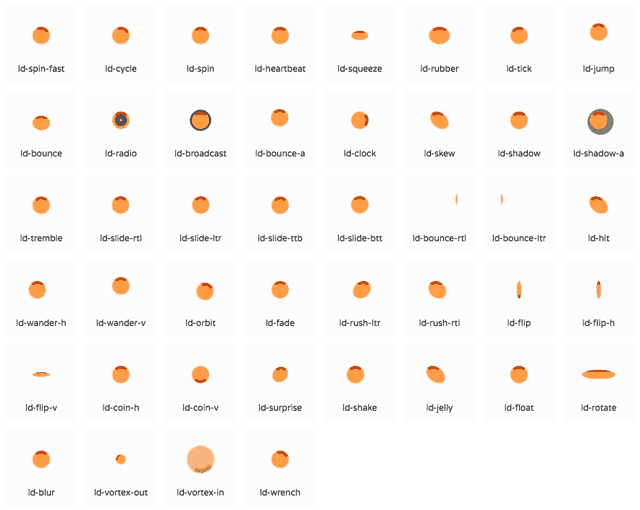 ld-spin-fast ld-cycle ld-spin ld-heartbeat ld-squeeze ld-rubber ld-tick ld-jump
ld-bounce ld-radio ld-broadcast ld-bounce-a ld-clock ld-skew ld-shadow ld-shadow-a
ld-tremble ld-slide-rtl ld-slide-ltr ld-slide-ttb ld-slide-btt ld-bounce-rtl ld-bounce-ltr ld-hit
ld-wander-h ld-wander-v ld-orbit ld-fade ld-rush-ltr ld-rush-rtl ld-flip ld-flip-h
ld-flip-v ld-coin-h ld-coin-v ld-surprise ld-shake ld-jelly ld-float ld-rotate
ld-blur ld-vortex-out ld-vortex-in ld-wrench